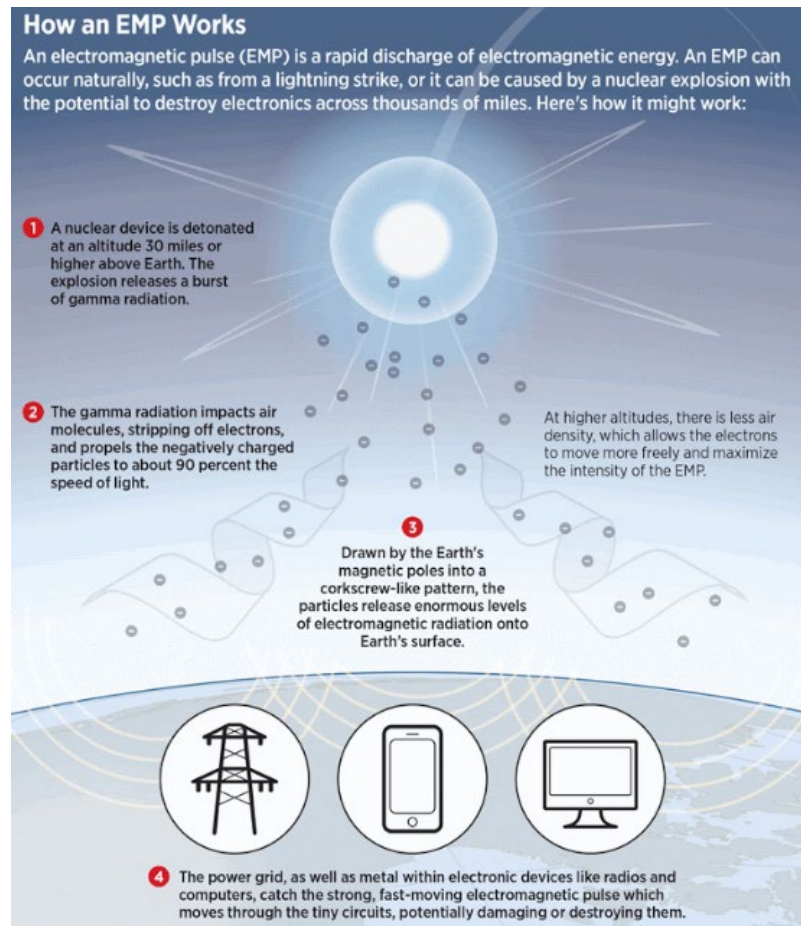 How an EMP Works
An electromagnetic pulse (EMP) is a rapid discharge of electromagnetic energy. An EMP can
occur naturally, such as from a lightning strike, or it can be caused by a nuclear explosion with
the potential to destroy electronics across thousands of miles. Here's how it might work:
1 A nuclear device is detonated
at an altitude 30 miles or
higher above Earth. The
explosion releases a burst
of gamma radiation.
2 The gamma radiation impacts air
molecules, stripping off electrons,
and propels the negatively charged
particles to about 90 percent the
speed of light.
At higher altitudes, there is less air
density, which allows the electrons
to move more freely and maximize
the intensity of the EMP.
3
Drawn by the Earth's
magnetic poles into a
corkscrew-like pattern, the
particles release enormous levels
of electromagnetic radiation onto
Earth's surface.
4 The power grid, as well as metal within electronic devices like radios and
computers, catch the strong, fast-moving electromagnetic pulse which
moves through the tiny circuits, potentially damaging or destroying them.